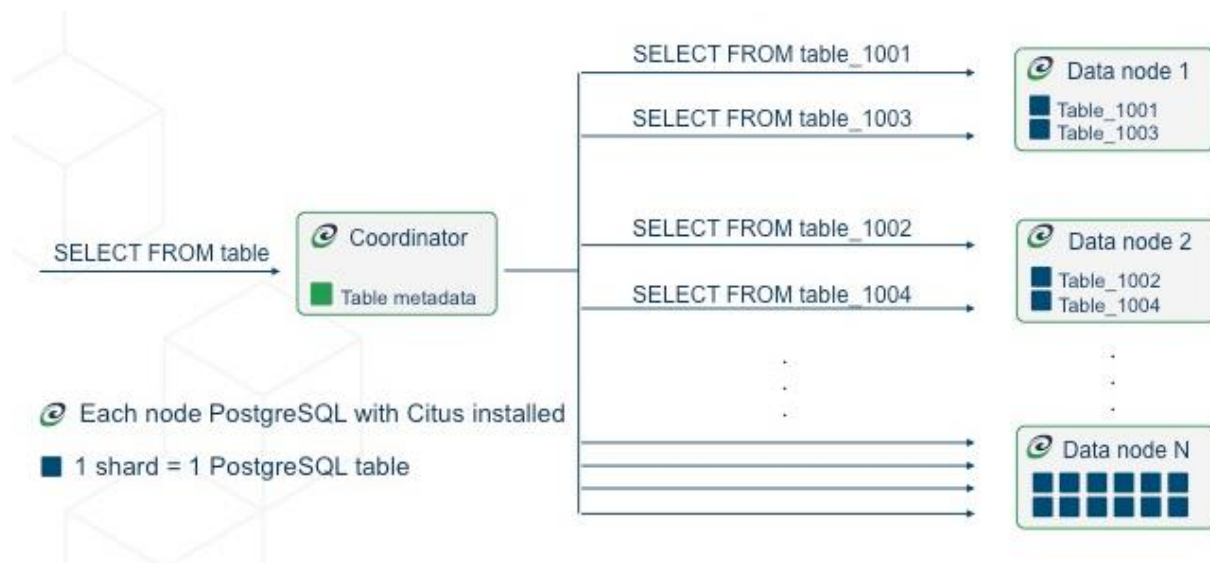 SELECT FROM table_1001
Data node 1
Table_1001
Table_1003
SELECT FROM table_1003
SELECT FROM table
Coordinator
Table metadata
SELECT FROM table_1002
Data node 2
Table_1002
Table_1004
SELECT FROM table_1004
Each node PostgreSQL with Citus installed
1 shard = 1 PostgreSQL table
Data node N